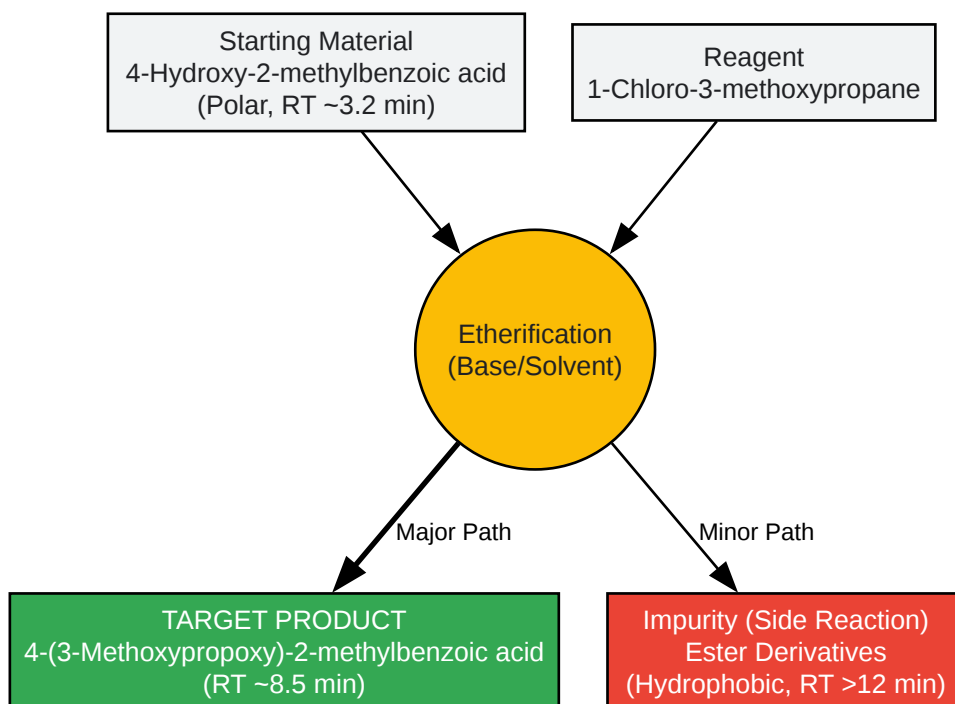 Starting Material
4-Hydroxy-2-methylbenzoic acid
(Polar, RT ~3.2 min)
Reagent
1-Chloro-3-methoxypropane
Etherification
(Base/Solvent)
Major Path
Minor Path
TARGET PRODUCT
4-(3-Methoxypropoxy)-2-methylbenzoic acid
(RT ~8.5 min)
Impurity (Side Reaction)
Ester Derivatives
(Hydrophobic, RT >12 min)